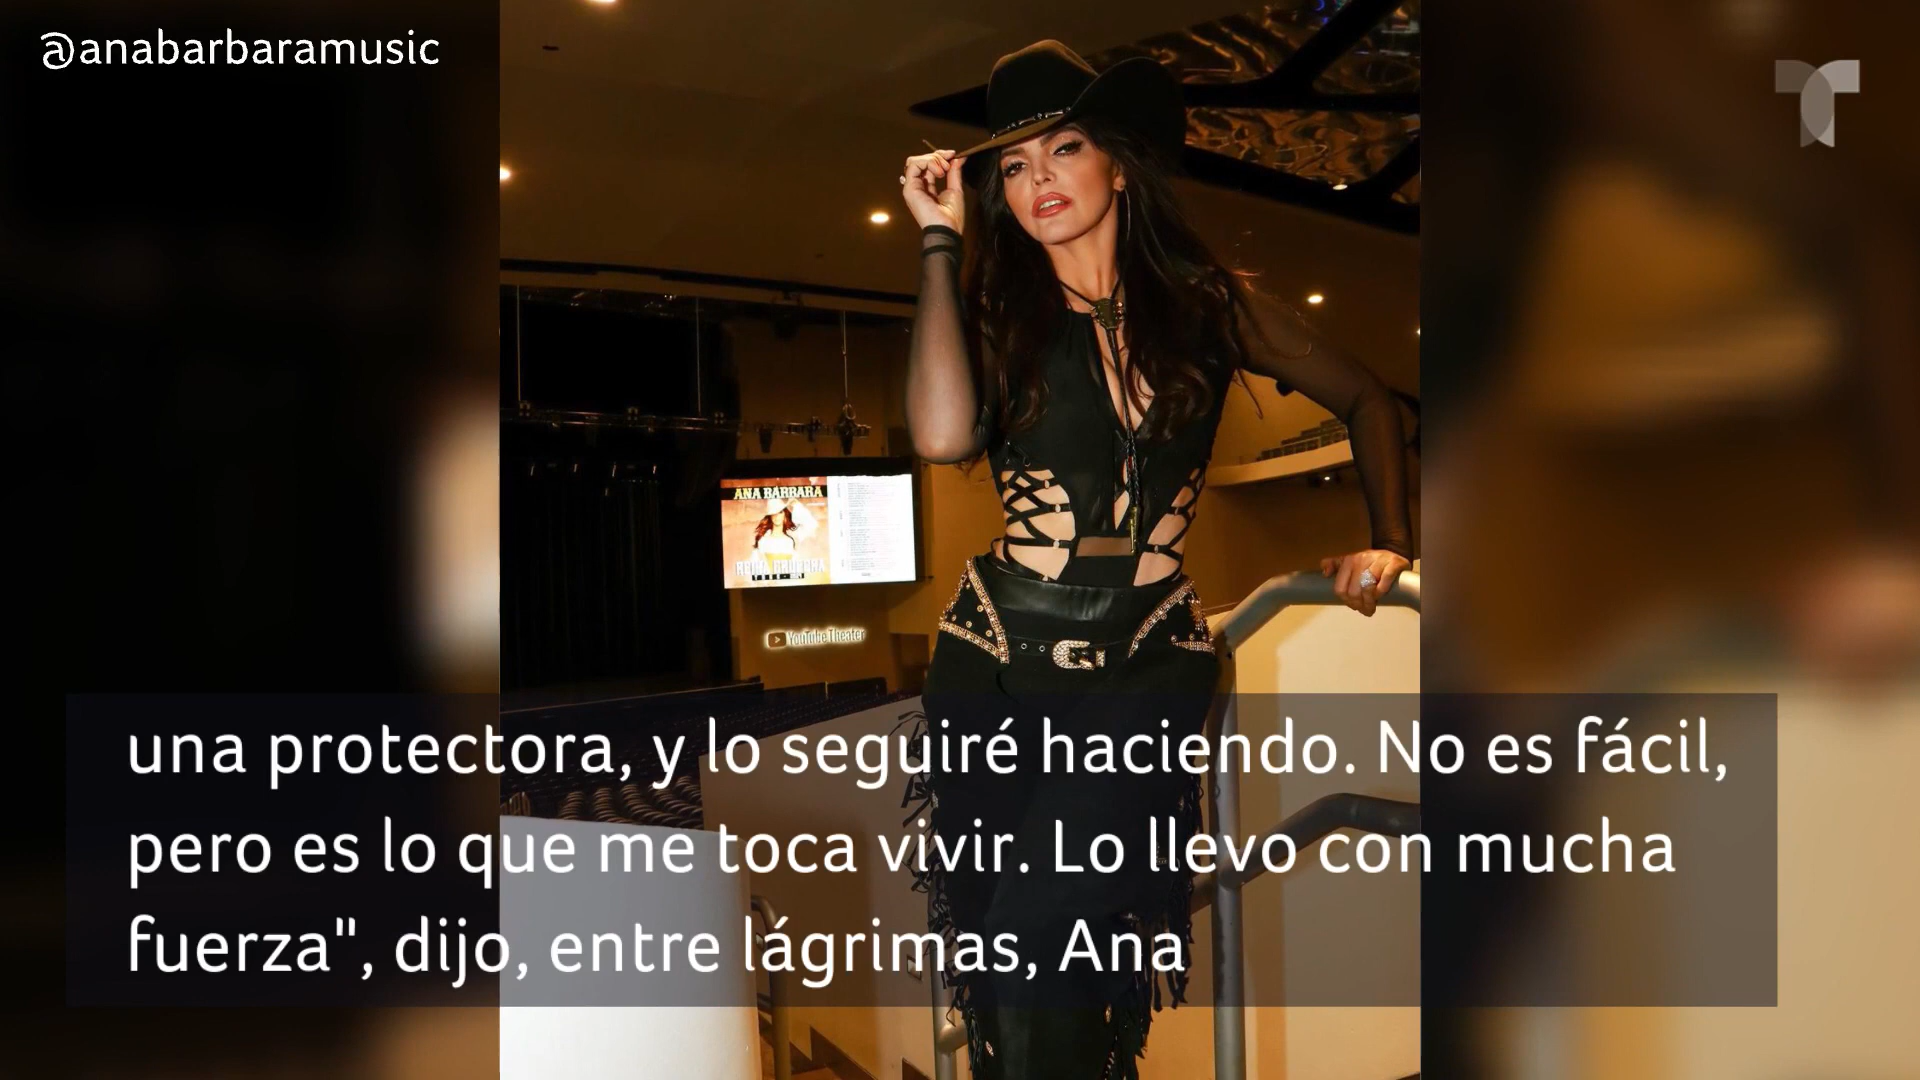 @anabarbaramusic
ANA BÁRBARA
YouTube Theater
una protectora, y lo seguiré haciendo. No es fácil,
pero es lo que me toca vivir. Lo llevo con mucha
fuerza", dijo, entre lágrimas, Ana